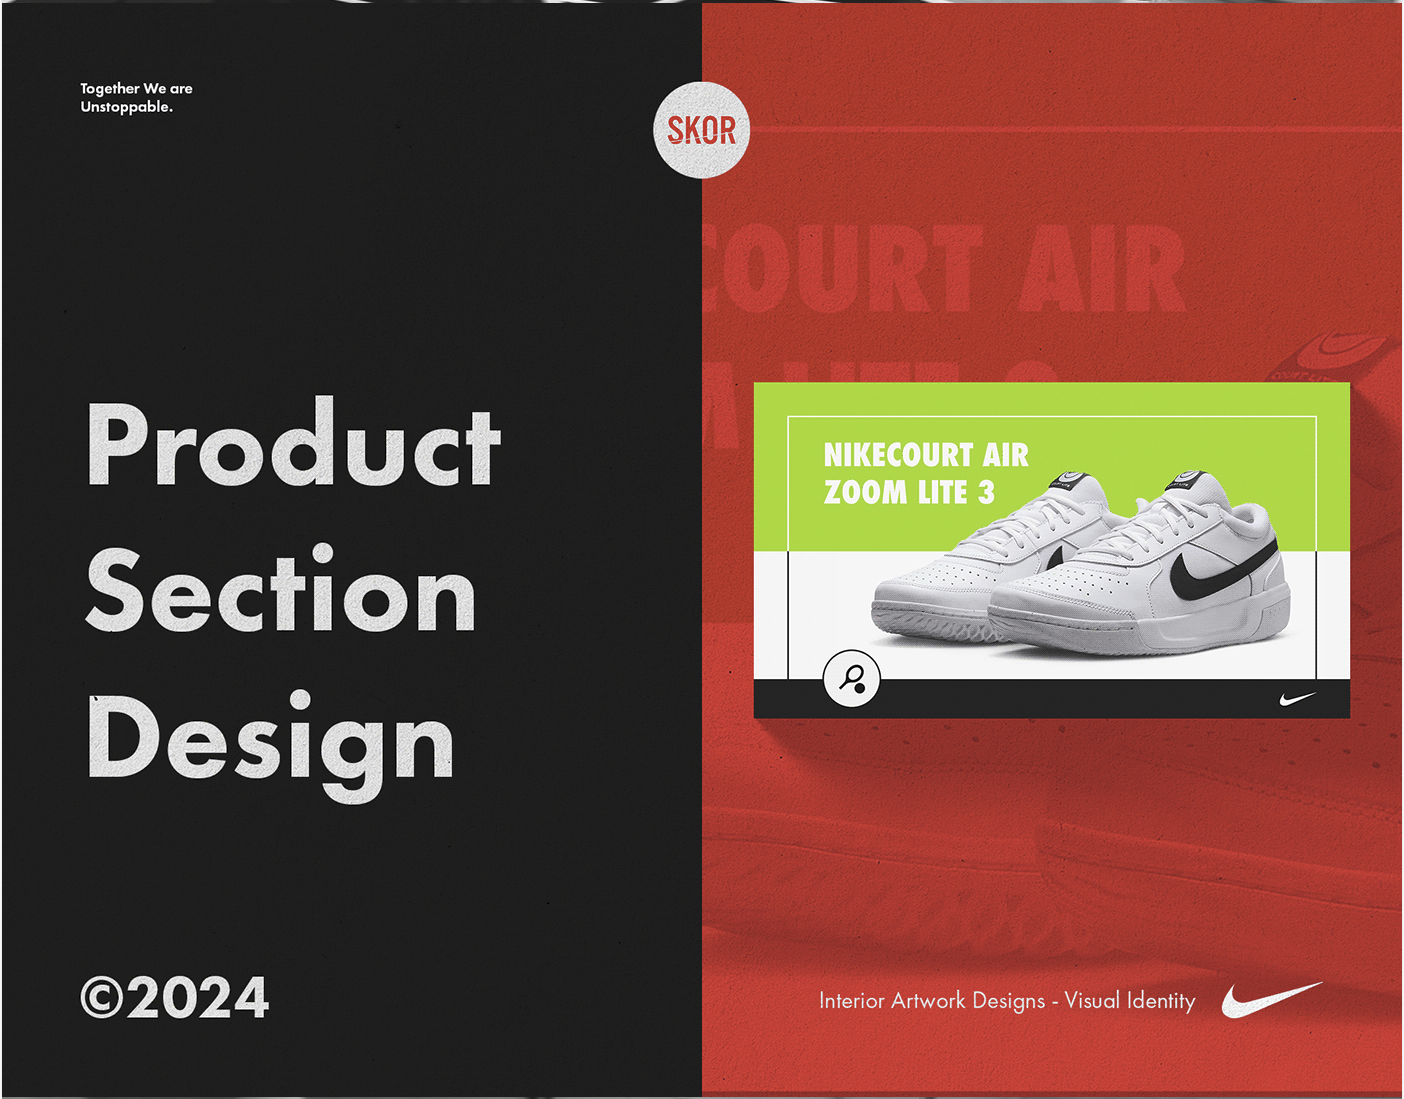 Together We are
Unstoppable.
SKOR
Product
Section
Design
©2024
COURT AIR
NIKECOURT AIR
ZOOM LITE 3
Interior Artwork Designs - Visual Identity